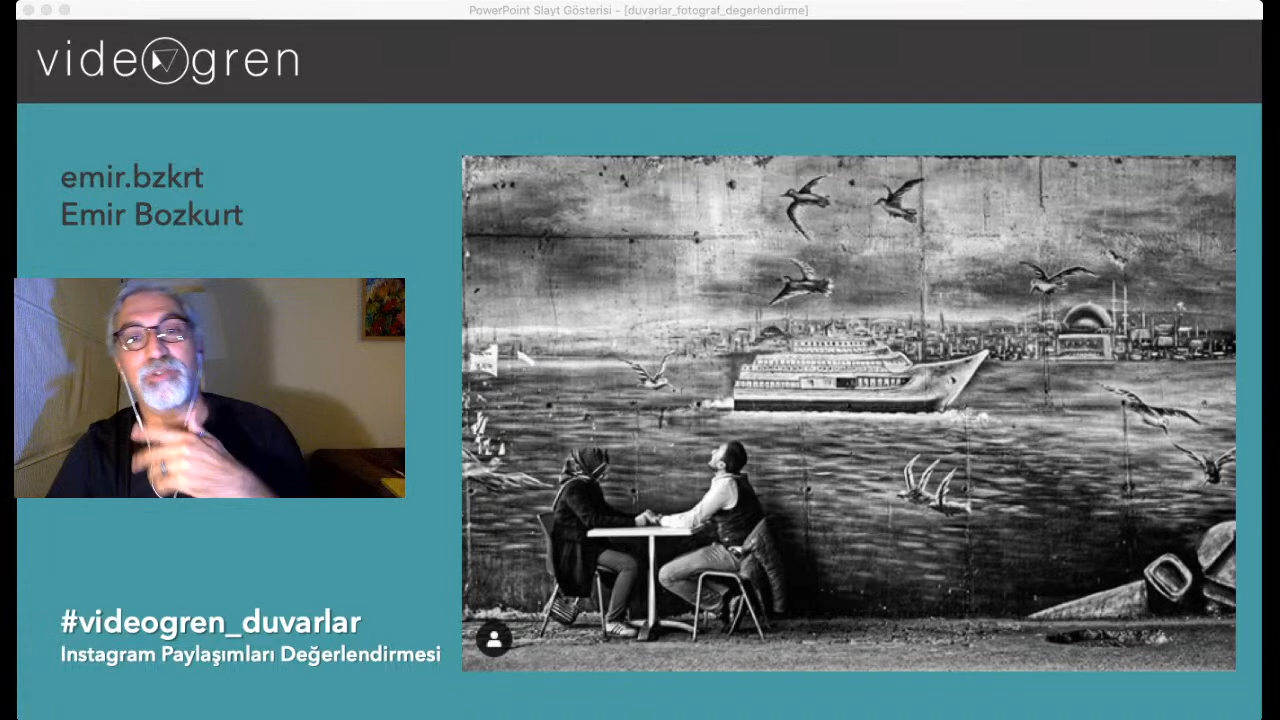 PowerPoint Slayt Gösterisi - [duvarlar_fotograf_degerlendirme]
videogren
emir.bzkrt
Emir Bozkurt
#videogren_duvarlar
Instagram Paylaşımları Değerlendirmesi